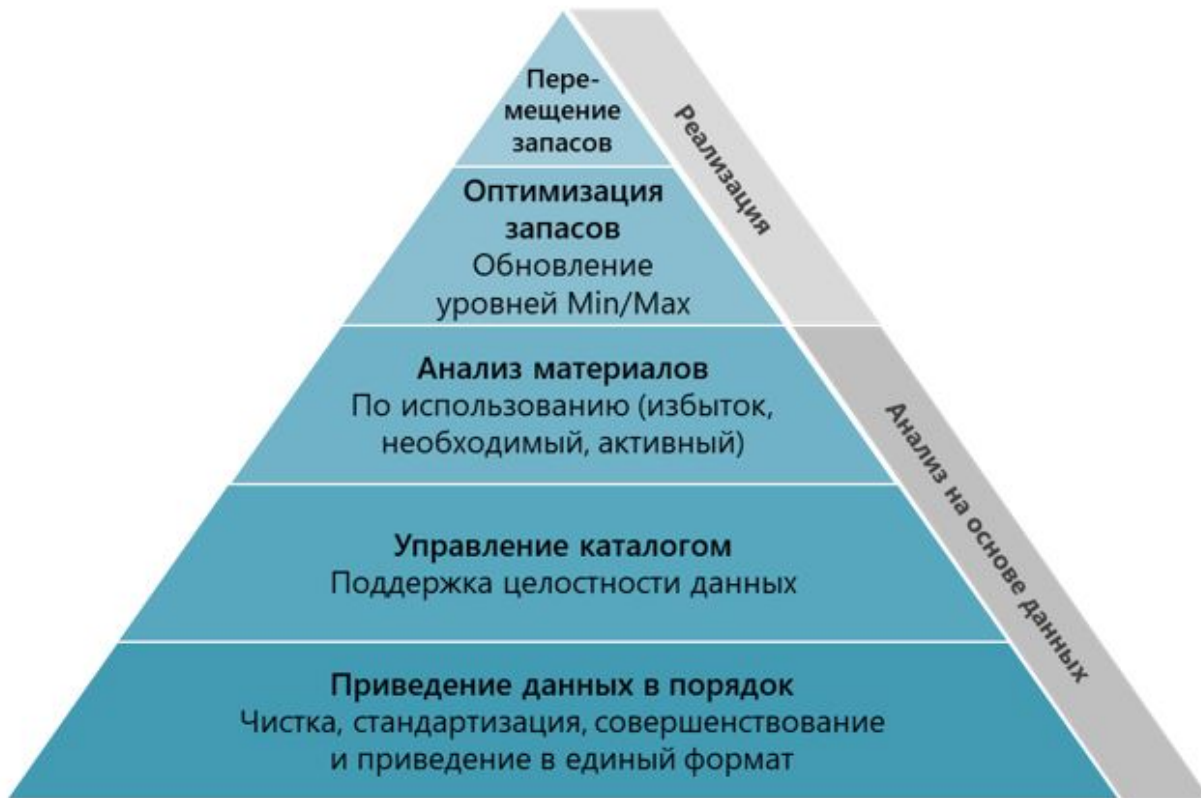 Пере-
мещение
запасов
Реализация
Оптимизация
запасов
Обновление
уровней Min/Max
Анализ материалов
По использованию (избыток,
необходимый, активный)
Анализ на основе данных
Управление каталогом
Поддержка целостности данных
Приведение данных в порядок
Чистка, стандартизация, совершенствование
и приведение в единый формат